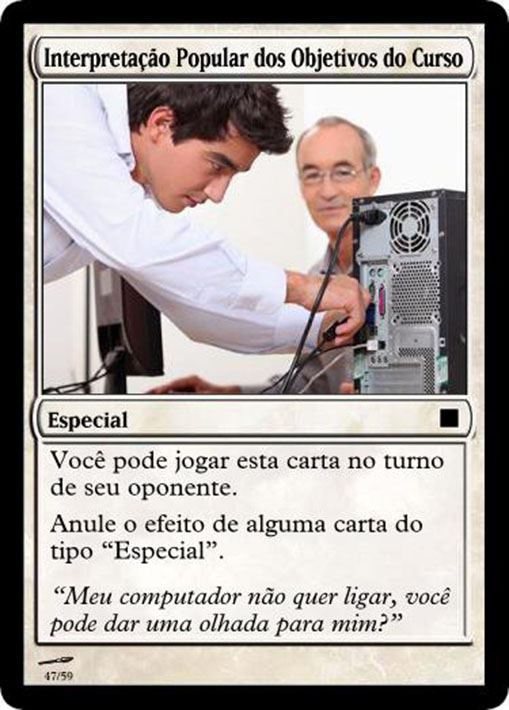 Interpretação Popular dos Objetivos do Curso
Especial
Você pode jogar esta carta no turno
de seu oponente.
Anule o efeito de alguma carta do
tipo “Especial”.
“Meu computador não quer ligar, você
pode dar uma olhada para mim?”
47/59